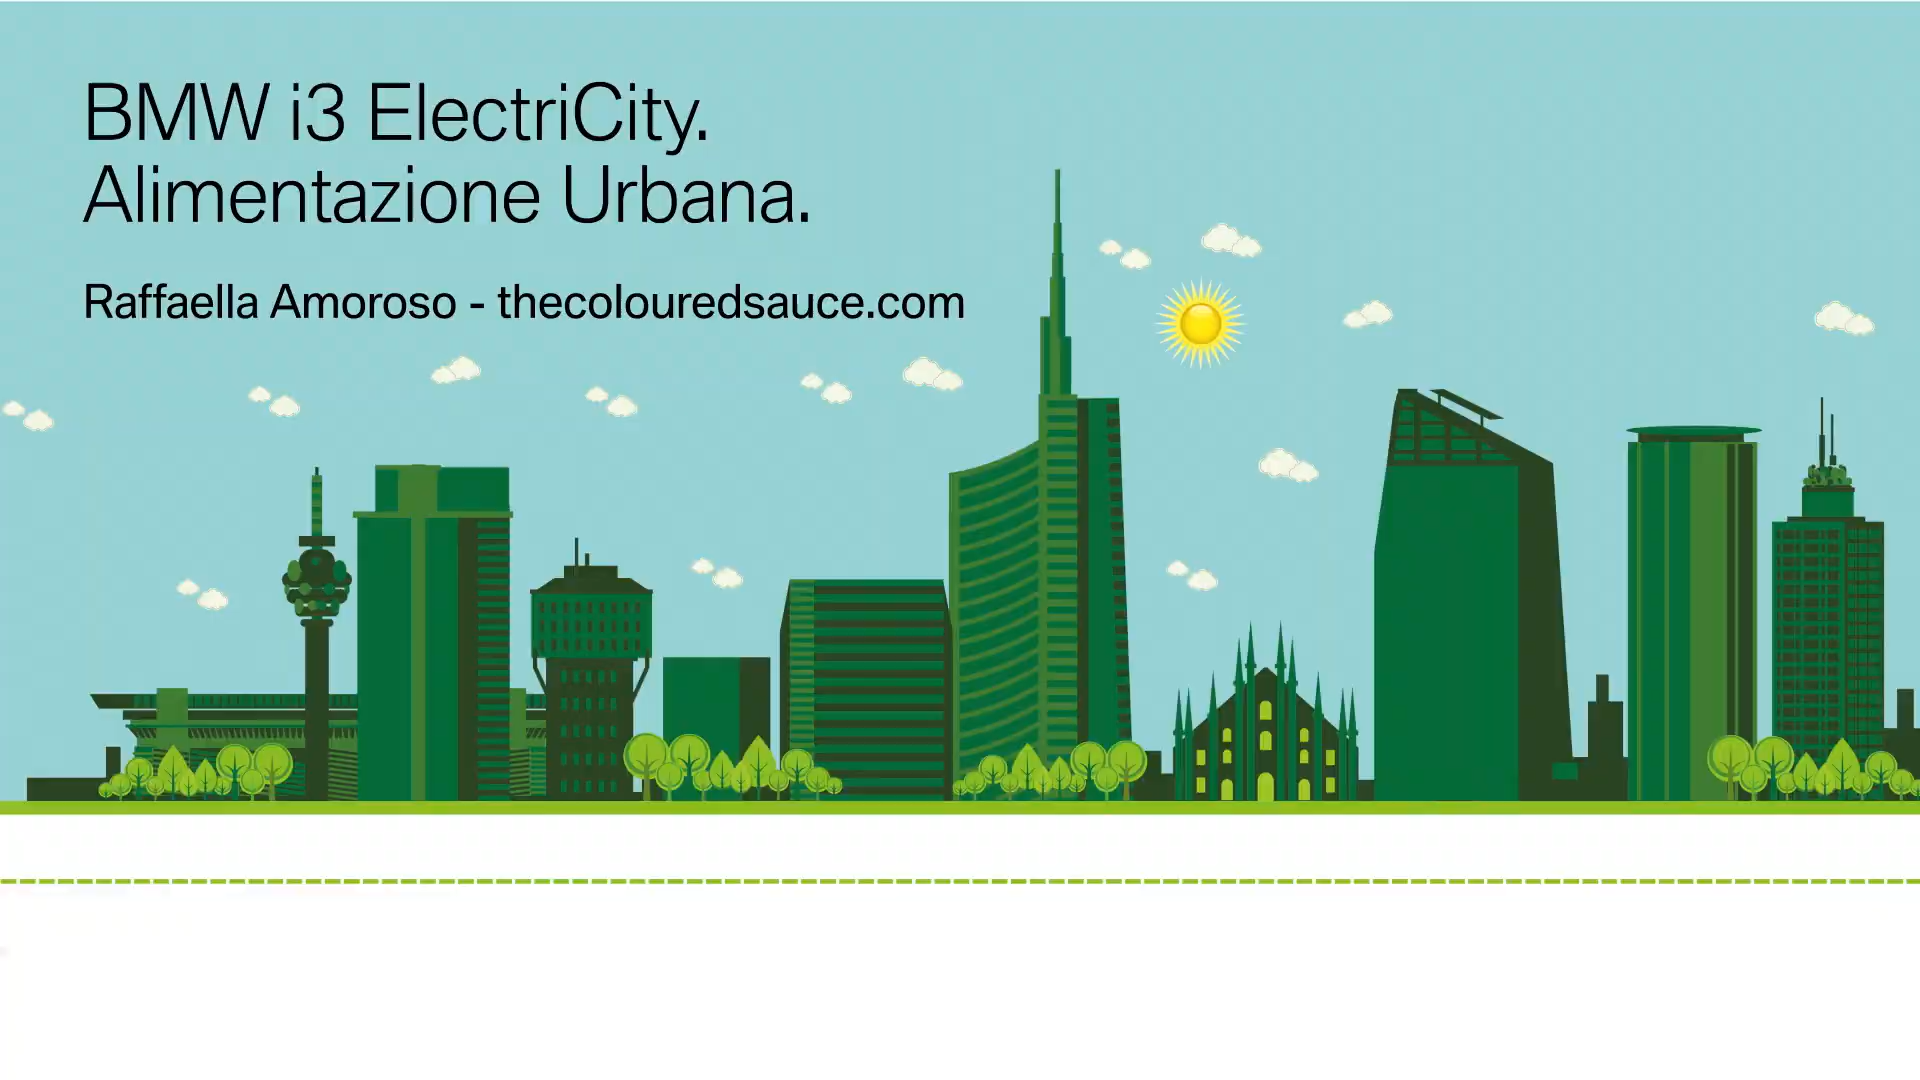 BMW i3 ElectriCity.
Alimentazione Urbana.
Raffaella Amoroso - thecolouredsauce.com